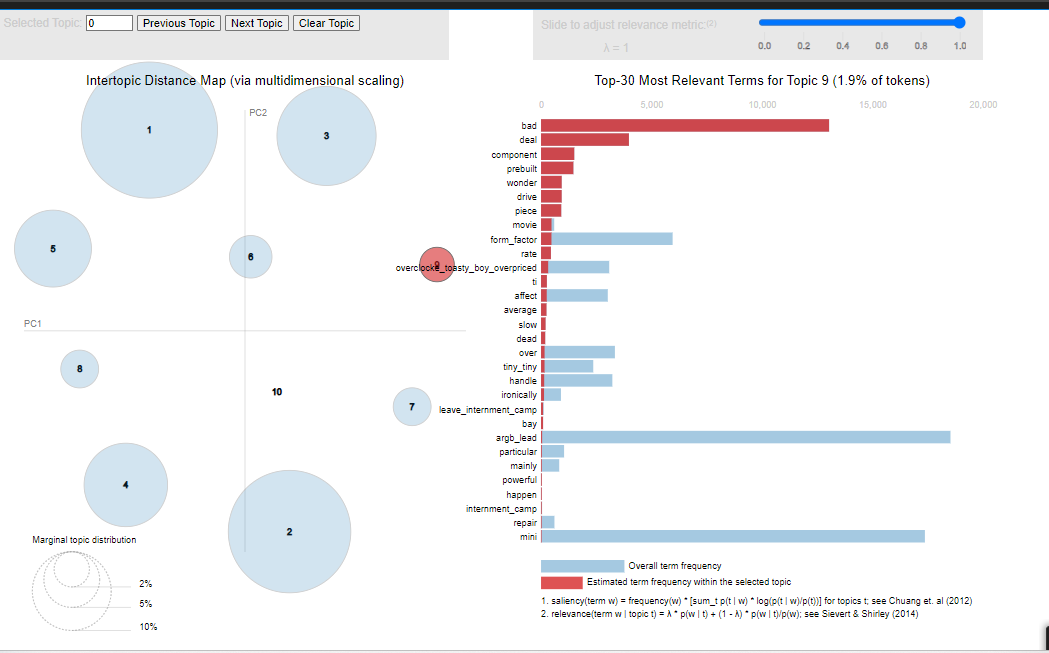 Selected Topic: 0 Previous Topic Next Topic Clear Topic
Slide to adjust relevance metric:(2)
λ = 1
0.0 0.2 0.4 0.6 0.8 1.0
Intertopic Distance Map (via multidimensional scaling)
PC2
PC1
1
3
5
6
9
8
10
7
4
2
Marginal topic distribution
2%
5%
10%
Top-30 Most Relevant Terms for Topic 9 (1.9% of tokens)
0 5,000 10,000 15,000 20,000
bad
deal
component
prebuilt
wonder
drive
piece
movie
form_factor
rate
overclocke_toasty_boy_overpriced
ti
affect
average
slow
dead
over
tiny_tiny
handle
ironically
leave_internment_camp
bay
argb_lead
particular
mainly
powerful
happen
internment_camp
repair
mini
Overall term frequency
Estimated term frequency within the selected topic
1. saliency(term w) = frequency(w) * [sum_t p(t | w) * log(p(t | w)/p(t))] for topics t; see Chuang et. al (2012)
2. relevance(term w | topic t) = λ * p(w | t) + (1 - λ) * p(w | t)/p(w); see Sievert & Shirley (2014)